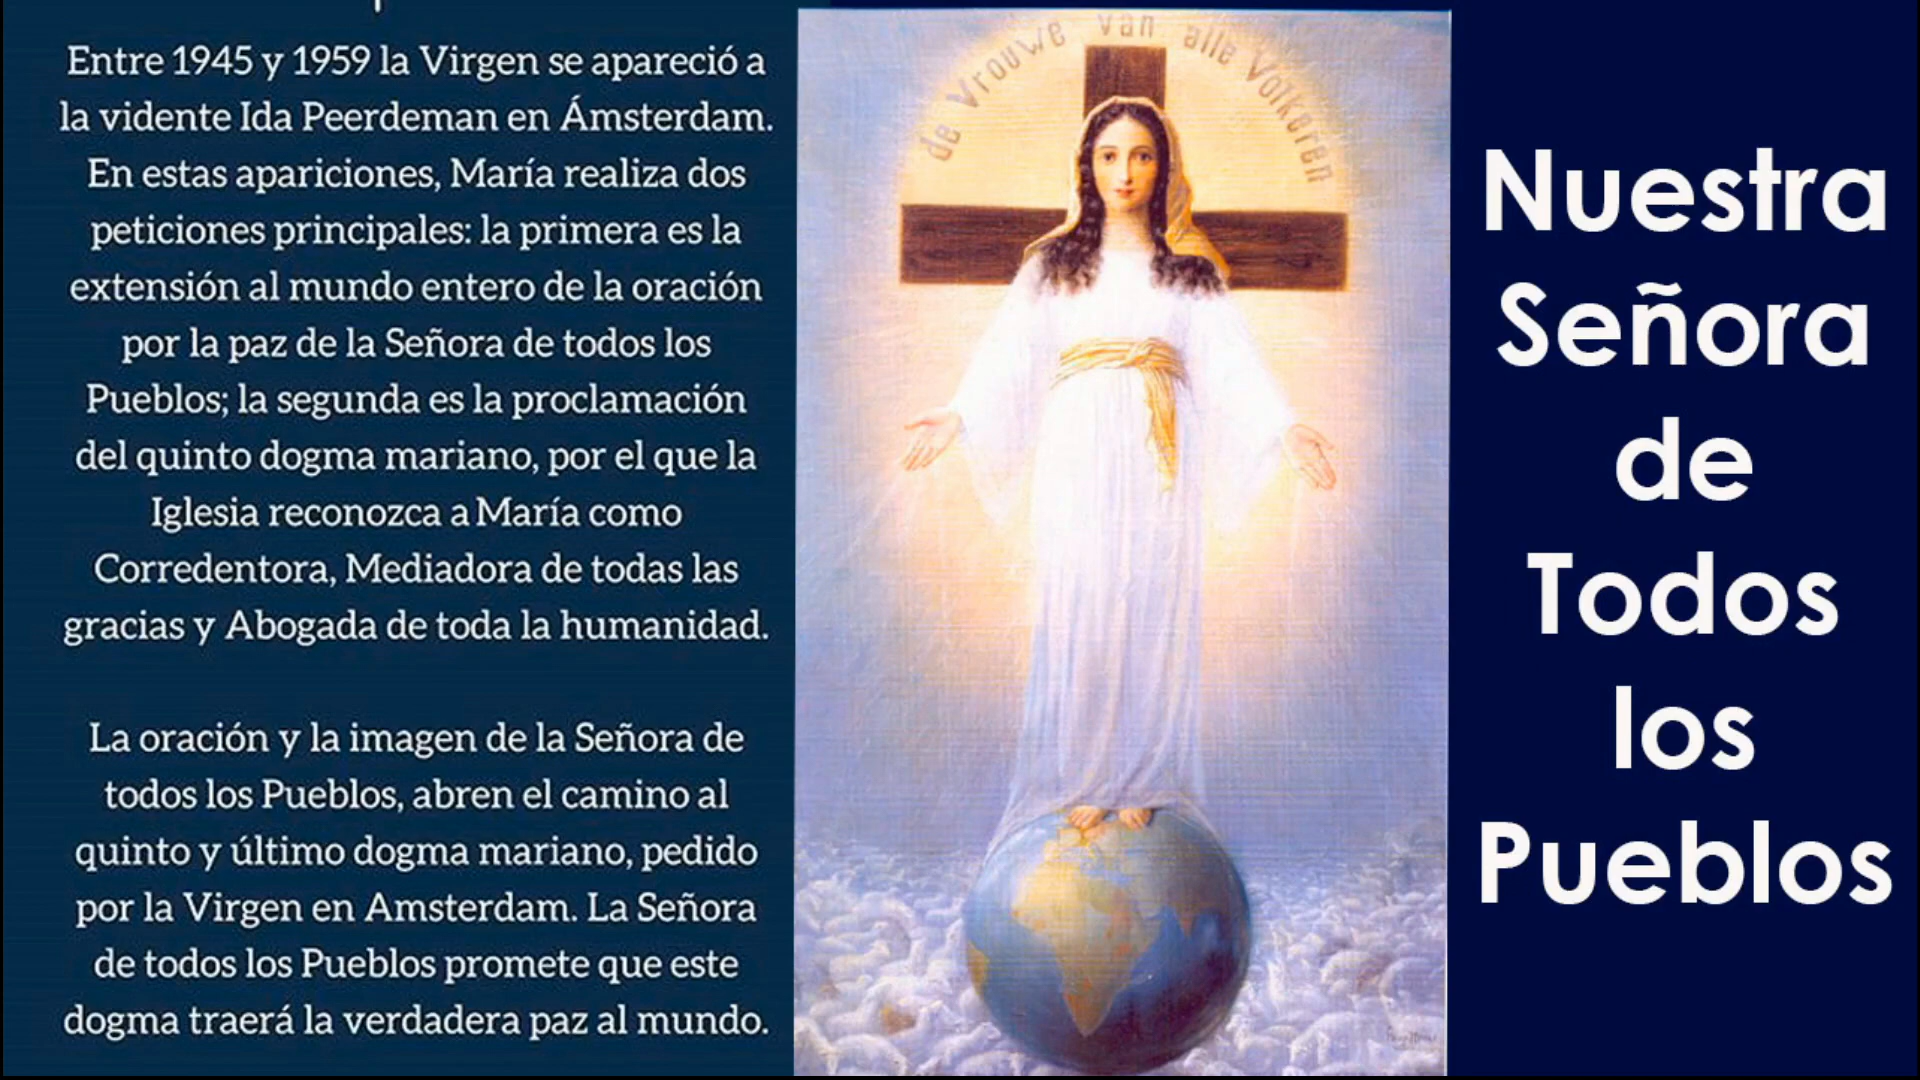 Entre 1945 y 1959 la Virgen se apareció a
la vidente Ida Peerdeman en Ámsterdam.
En estas apariciones, María realiza dos
peticiones principales: la primera es la
extensión al mundo entero de la oración
por la paz de la Señora de todos los
Pueblos; la segunda es la proclamación
del quinto dogma mariano, por el que la
Iglesia reconozca a María como
Corredentora, Mediadora de todas las
gracias y Abogada de toda la humanidad.
La oración y la imagen de la Señora de
todos los Pueblos, abren el camino al
quinto y último dogma mariano, pedido
por la Virgen en Amsterdam. La Señora
de todos los Pueblos promete que este
dogma traerá la verdadera paz al mundo.
de Vrouwe van alle Volkeren
Nuestra
Señora
de
Todos
los
Pueblos